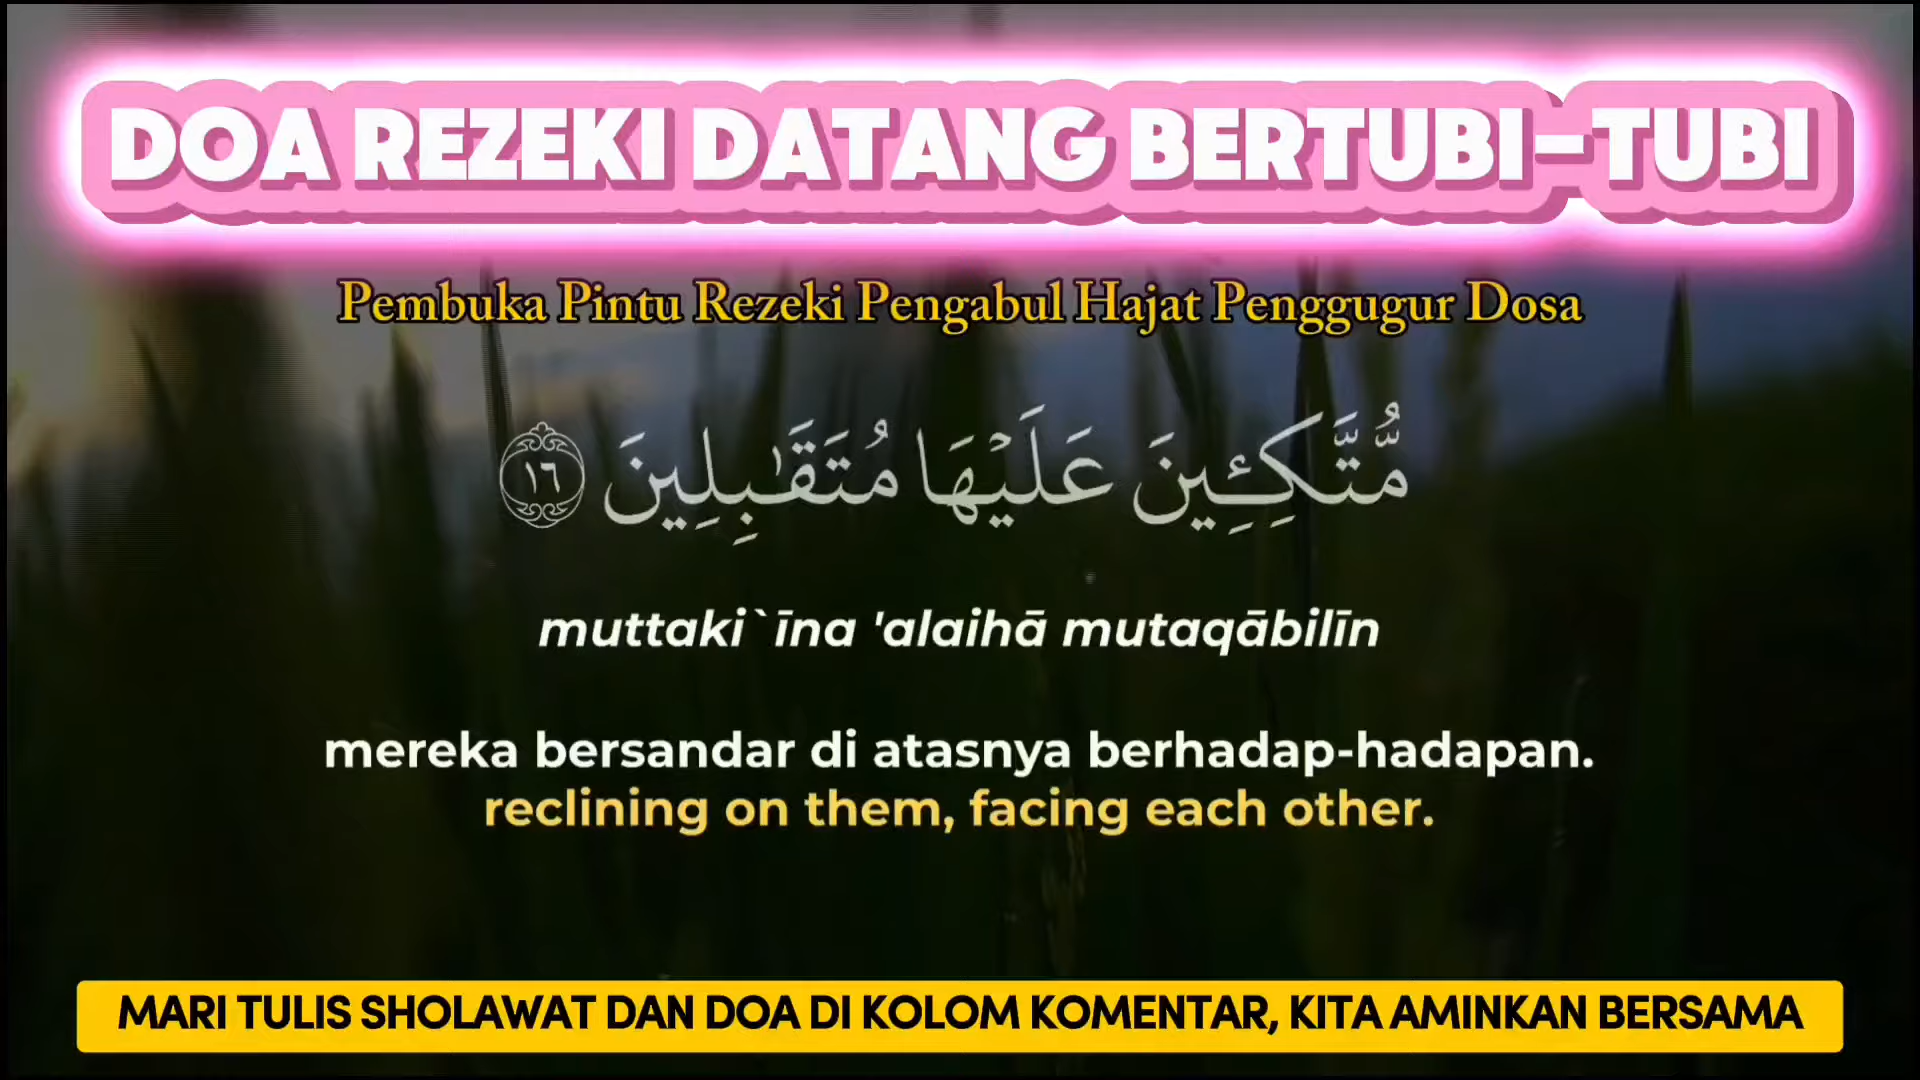 DOA REZEKI DATANG BERTUBI-TUBI
Pembuka Pintu Rezeki Pengabul Hajat Penggugur Dosa
مُّتَّكِـِٔينَ عَلَيْهَا مُتَقَـٰبِلِينَ ١٦
muttaki`īna 'alaihā mutaqābilīn
mereka bersandar di atasnya berhadap-hadapan.
reclining on them, facing each other.
MARI TULIS SHOLAWAT DAN DOA DI KOLOM KOMENTAR, KITA AMINKAN BERSAMA